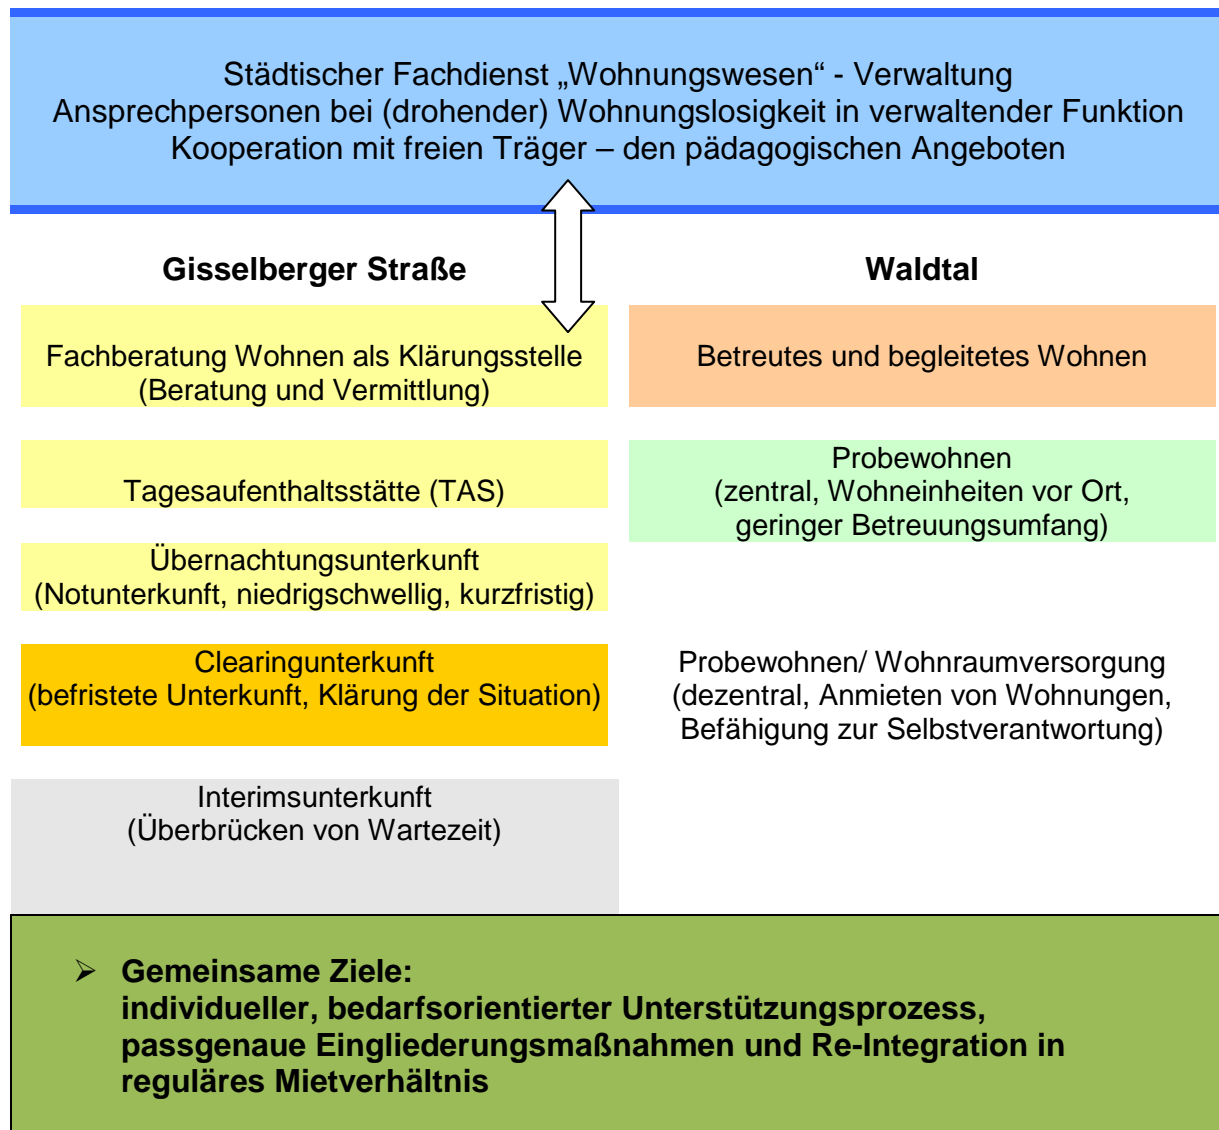 Städtischer Fachdienst „Wohnungswesen“ - Verwaltung
Ansprechpersonen bei (drohender) Wohnungslosigkeit in verwaltender Funktion
Kooperation mit freien Träger – den pädagogischen Angeboten
Gisselberger Straße
Fachberatung Wohnen als Klärungsstelle
(Beratung und Vermittlung)
Tagesaufenthaltsstätte (TAS)
Übernachtungsunterkunft
(Notunterkunft, niedrigschwellig, kurzfristig)
Clearingunterkunft
(befristete Unterkunft, Klärung der Situation)
Interimsunterkunft
(Überbrücken von Wartezeit)
Waldtal
Betreutes und begleitetes Wohnen
Probewohnen
(zentral, Wohneinheiten vor Ort,
geringer Betreuungsumfang)
Probewohnen/ Wohnraumversorgung
(dezentral, Anmieten von Wohnungen,
Befähigung zur Selbstverantwortung)
➢ Gemeinsame Ziele:
individueller, bedarfsorientierter Unterstützungsprozess,
passgenaue Eingliederungsmaßnahmen und Re-Integration in
reguläres Mietverhältnis